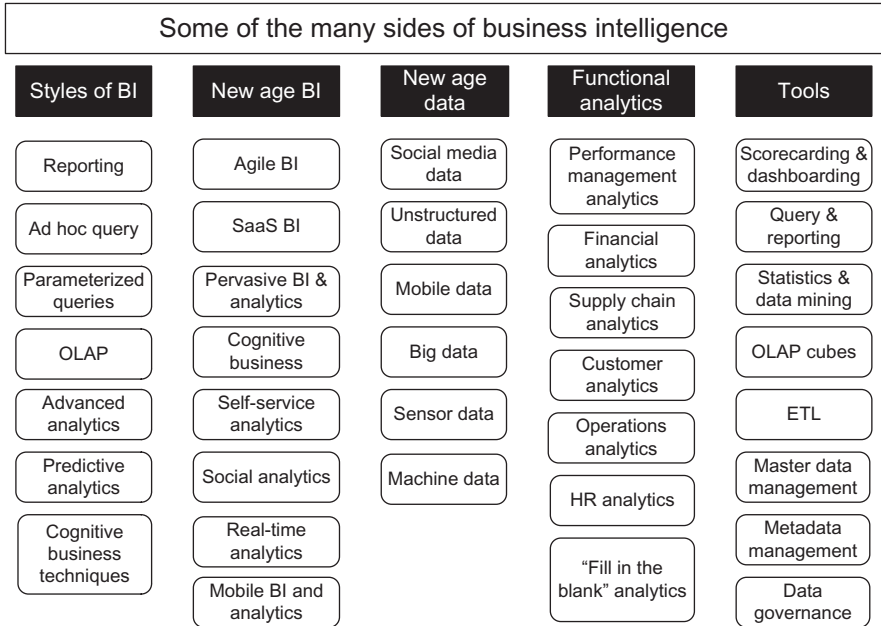 Some of the many sides of business intelligence
Styles of BI
Reporting
Ad hoc query
Parameterized
queries
OLAP
Advanced
analytics
Predictive
analytics
Cognitive
business
techniques
New age BI
Agile BI
SaaS BI
Pervasive BI &
analytics
Cognitive
business
Self-service
analytics
Social analytics
Real-time
analytics
Mobile BI and
analytics
New age
data
Social media
data
Unstructured
data
Mobile data
Big data
Sensor data
Machine data
Functional
analytics
Performance
management
analytics
Financial
analytics
Supply chain
analytics
Customer
analytics
Operations
analytics
HR analytics
“Fill in the
blank” analytics
Tools
Scorecarding &
dashboarding
Query &
reporting
Statistics &
data mining
OLAP cubes
ETL
Master data
management
Metadata
management
Data
governance